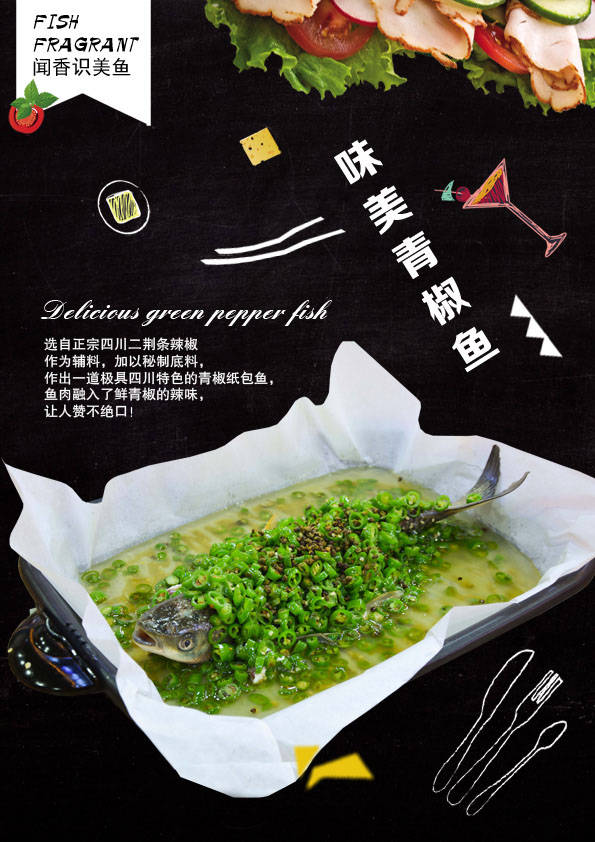 FISH
FRAGRANT
闻香识美鱼
味美青椒鱼
Delicious green pepper fish
选自正宗四川二荆条辣椒
作为辅料，加以秘制底料，
作出一道极具四川特色的青椒纸包鱼，
鱼肉融入了鲜青椒的辣味，
让人赞不绝口！